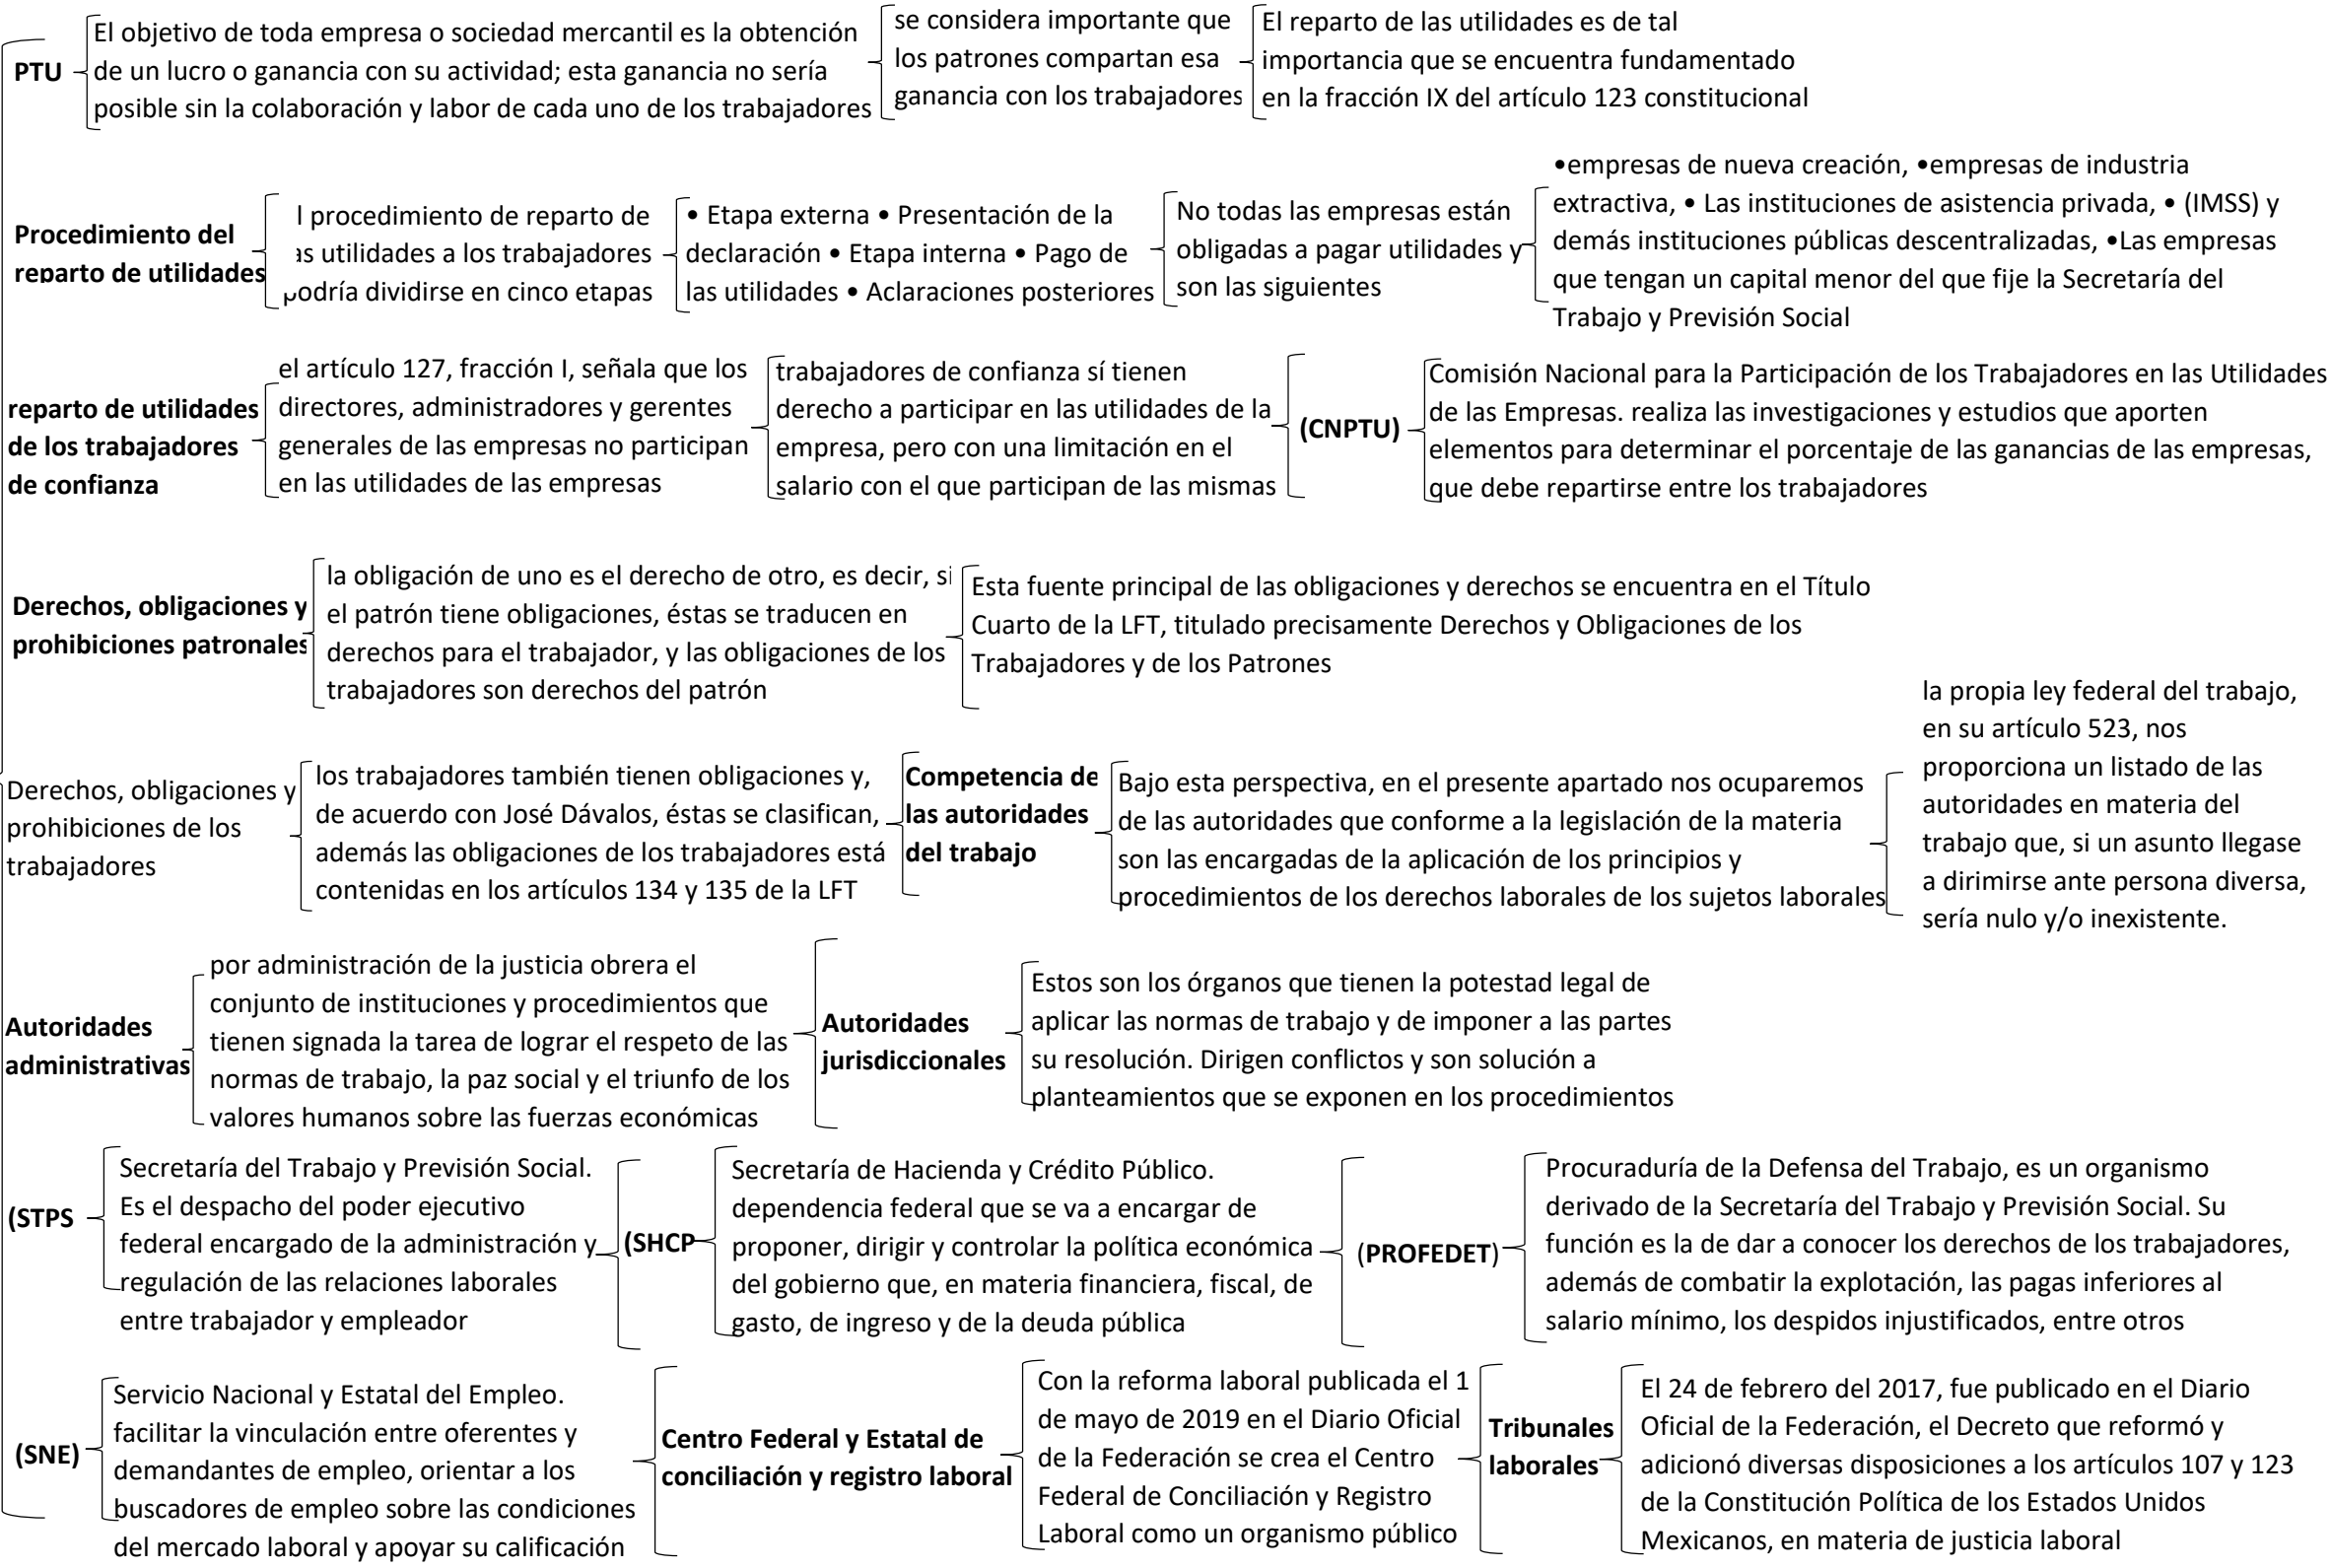 PTU
El objetivo de toda empresa o sociedad mercantil es la obtención
de un lucro o ganancia con su actividad; esta ganancia no sería
posible sin la colaboración y labor de cada uno de los trabajadores
se considera importante que
los patrones compartan esa
ganancia con los trabajadores
El reparto de las utilidades es de tal
importancia que se encuentra fundamentado
en la fracción IX del artículo 123 constitucional
Procedimiento del
reparto de utilidades
l procedimiento de reparto de
as utilidades a los trabajadores
podría dividirse en cinco etapas
• Etapa externa • Presentación de la
declaración • Etapa interna • Pago de
las utilidades • Aclaraciones posteriores
No todas las empresas están
obligadas a pagar utilidades y
son las siguientes
•empresas de nueva creación, •empresas de industria
extractiva, • Las instituciones de asistencia privada, • (IMSS) y
demás instituciones públicas descentralizadas, •Las empresas
que tengan un capital menor del que fije la Secretaría del
Trabajo y Previsión Social
reparto de utilidades
de los trabajadores
de confianza
el artículo 127, fracción I, señala que los
directores, administradores y gerentes
generales de las empresas no participan
en las utilidades de las empresas
trabajadores de confianza sí tienen
derecho a participar en las utilidades de la
empresa, pero con una limitación en el
salario con el que participan de las mismas
(CNPTU)
Comisión Nacional para la Participación de los Trabajadores en las Utilidades
de las Empresas. realiza las investigaciones y estudios que aporten
elementos para determinar el porcentaje de las ganancias de las empresas,
que debe repartirse entre los trabajadores
Derechos, obligaciones y
prohibiciones patronales
la obligación de uno es el derecho de otro, es decir, si
el patrón tiene obligaciones, éstas se traducen en
derechos para el trabajador, y las obligaciones de los
trabajadores son derechos del patrón
Esta fuente principal de las obligaciones y derechos se encuentra en el Título
Cuarto de la LFT, titulado precisamente Derechos y Obligaciones de los
Trabajadores y de los Patrones
Derechos, obligaciones y
prohibiciones de los
trabajadores
los trabajadores también tienen obligaciones y,
de acuerdo con José Dávalos, éstas se clasifican,
además las obligaciones de los trabajadores está
contenidas en los artículos 134 y 135 de la LFT
Competencia de
las autoridades
del trabajo
Bajo esta perspectiva, en el presente apartado nos ocuparemos
de las autoridades que conforme a la legislación de la materia
son las encargadas de la aplicación de los principios y
procedimientos de los derechos laborales de los sujetos laborales
la propia ley federal del trabajo,
en su artículo 523, nos
proporciona un listado de las
autoridades en materia del
trabajo que, si un asunto llegase
a dirimirse ante persona diversa,
sería nulo y/o inexistente.
Autoridades
administrativas
por administración de la justicia obrera el
conjunto de instituciones y procedimientos que
tienen signada la tarea de lograr el respeto de las
normas de trabajo, la paz social y el triunfo de los
valores humanos sobre las fuerzas económicas
Autoridades
jurisdiccionales
Estos son los órganos que tienen la potestad legal de
aplicar las normas de trabajo y de imponer a las partes
su resolución. Dirigen conflictos y son solución a
planteamientos que se exponen en los procedimientos
(STPS
Secretaría del Trabajo y Previsión Social.
Es el despacho del poder ejecutivo
federal encargado de la administración y
regulación de las relaciones laborales
entre trabajador y empleador
(SHCP
Secretaría de Hacienda y Crédito Público.
dependencia federal que se va a encargar de
proponer, dirigir y controlar la política económica
del gobierno que, en materia financiera, fiscal, de
gasto, de ingreso y de la deuda pública
(PROFEDET)
Procuraduría de la Defensa del Trabajo, es un organismo
derivado de la Secretaría del Trabajo y Previsión Social. Su
función es la de dar a conocer los derechos de los trabajadores,
además de combatir la explotación, las pagas inferiores al
salario mínimo, los despidos injustificados, entre otros
(SNE)
Servicio Nacional y Estatal del Empleo.
facilitar la vinculación entre oferentes y
demandantes de empleo, orientar a los
buscadores de empleo sobre las condiciones
del mercado laboral y apoyar su calificación
Centro Federal y Estatal de
conciliación y registro laboral
Con la reforma laboral publicada el 1
de mayo de 2019 en el Diario Oficial
de la Federación se crea el Centro
Federal de Conciliación y Registro
Laboral como un organismo público
Tribunales
laborales
El 24 de febrero del 2017, fue publicado en el Diario
Oficial de la Federación, el Decreto que reformó y
adicionó diversas disposiciones a los artículos 107 y 123
de la Constitución Política de los Estados Unidos
Mexicanos, en materia de justicia laboral